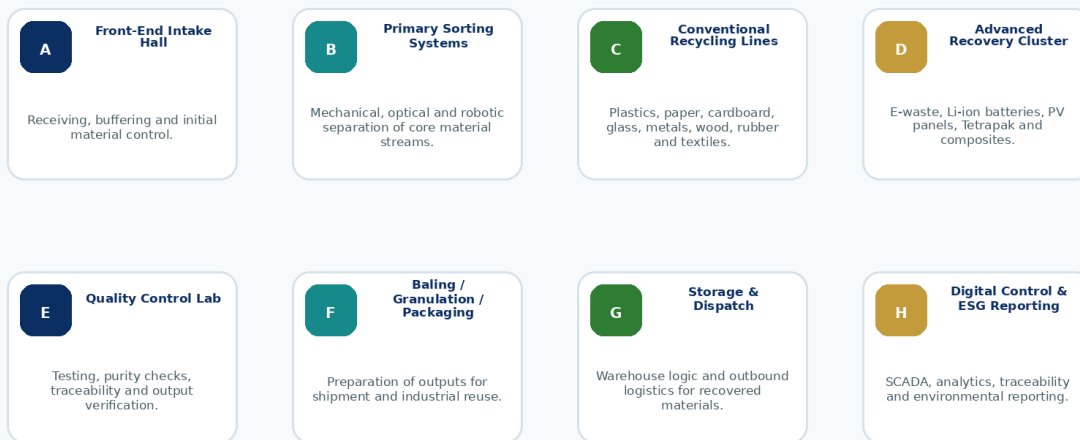 A
Front-End Intake
Hall
Receiving, buffering and initial
material control.
B
Primary Sorting
Systems
Mechanical, optical and robotic
separation of core material
streams.
C
Conventional
Recycling Lines
Plastics, paper, cardboard,
glass, metals, wood, rubber
and textiles.
D
Advanced
Recovery Cluster
E-waste, Li-ion batteries, PV
panels, Tetrapak and
composites.
E
Quality Control Lab
Testing, purity checks,
traceability and output
verification.
F
Baling /
Granulation /
Packaging
Preparation of outputs for
shipment and industrial reuse.
G
Storage &
Dispatch
Warehouse logic and outbound
logistics for recovered
materials.
H
Digital Control &
ESG Reporting
SCADA, analytics, traceability
and environmental reporting.